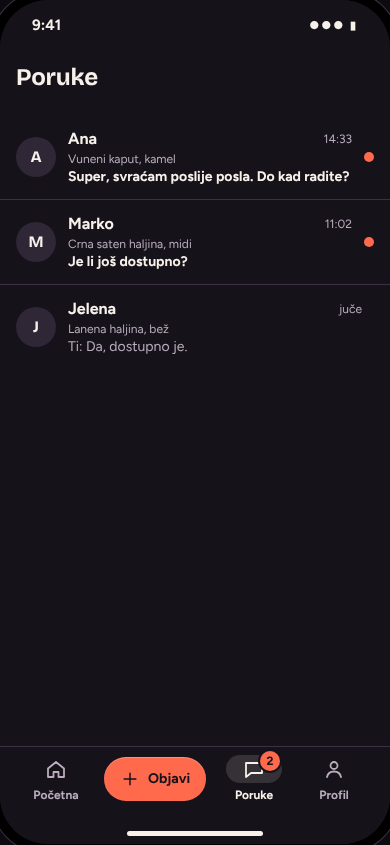 9:41
Poruke
A
Ana
14:33
Vuneni kaput, kamel
Super, svraćam poslije posla. Do kad radite?
M
Marko
11:02
Crna saten haljina, midi
Je li još dostupno?
J
Jelena
juče
Lanena haljina, bež
Ti: Da, dostupno je.
Početna
Objavi
2
Poruke
Profil